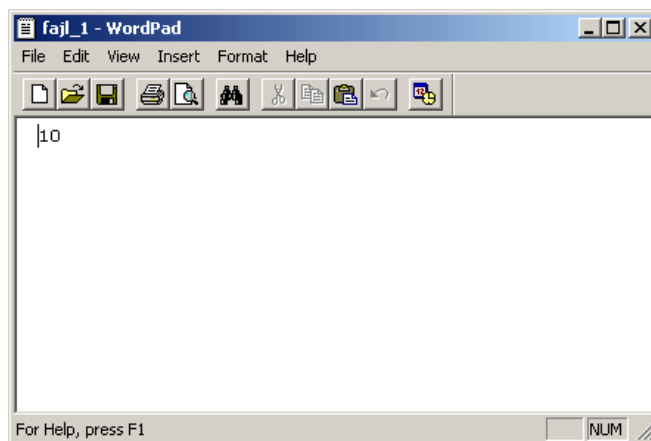 fajl_1 - WordPad
File Edit View Insert Format Help
10
For Help, press F1
NUM